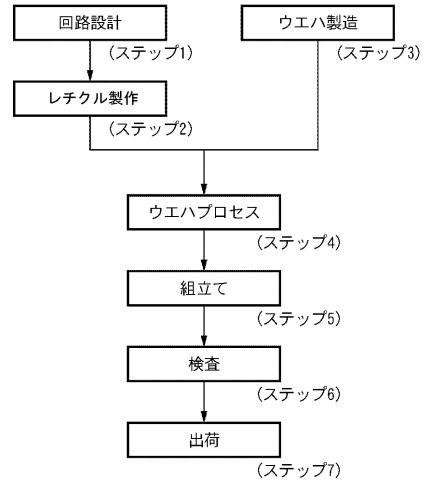 回路設計
(ステップ1)
ウエハ製造
(ステップ3)
レチクル製作
(ステップ2)
ウエハプロセス
(ステップ4)
組立て
(ステップ5)
検査
(ステップ6)
出荷
(ステップ7)